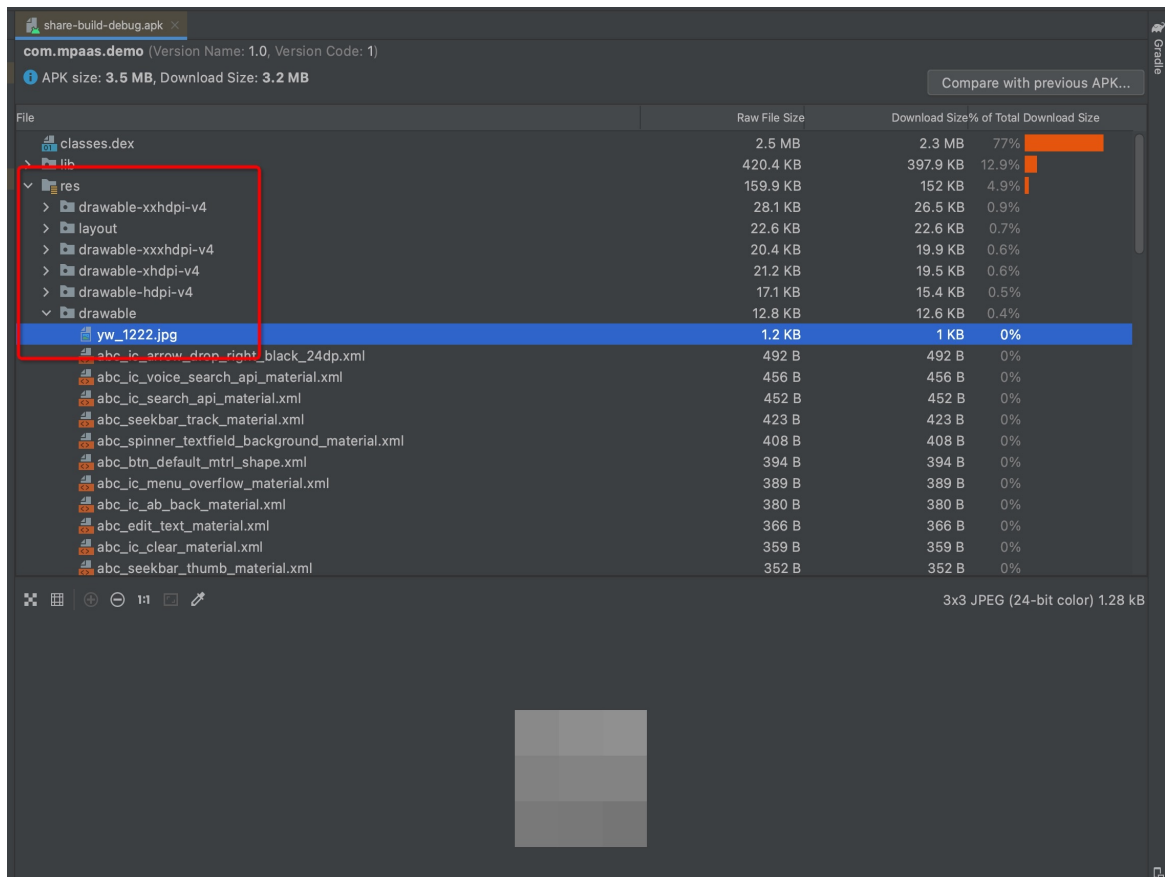 share-build-debug.apk
com.mpaas.demo (Version Name: 1.0, Version Code: 1)
APK size: 3.5 MB, Download Size: 3.2 MB
Compare with previous APK...
File Raw File Size Download Size % of Total Download Size
classes.dex 2.5 MB 2.3 MB 77%
lib 420.4 KB 397.9 KB 12.9%
res 159.9 KB 152 KB 4.9%
drawable-xxhdpi-v4 28.1 KB 26.5 KB 0.9%
layout 22.6 KB 22.6 KB 0.7%
drawable-xxxhdpi-v4 20.4 KB 19.9 KB 0.6%
drawable-xhdpi-v4 21.2 KB 19.5 KB 0.6%
drawable-hdpi-v4 17.1 KB 15.4 KB 0.5%
drawable 12.8 KB 12.6 KB 0.4%
yw_1222.jpg 1.2 KB 1 KB 0%
abc_ic_arrow_drop_right_black_24dp.xml 492 B 492 B 0%
abc_ic_voice_search_api_material.xml 456 B 456 B 0%
abc_ic_search_api_material.xml 452 B 452 B 0%
abc_seekbar_track_material.xml 423 B 423 B 0%
abc_spinner_textfield_background_material.xml 408 B 408 B 0%
abc_btn_default_mtrl_shape.xml 394 B 394 B 0%
abc_ic_menu_overflow_material.xml 389 B 389 B 0%
abc_ic_ab_back_material.xml 380 B 380 B 0%
abc_edit_text_material.xml 366 B 366 B 0%
abc_ic_clear_material.xml 359 B 359 B 0%
abc_seekbar_thumb_material.xml 352 B 352 B 0%
1:1
3x3 JPEG (24-bit color) 1.28 kB
Gradle